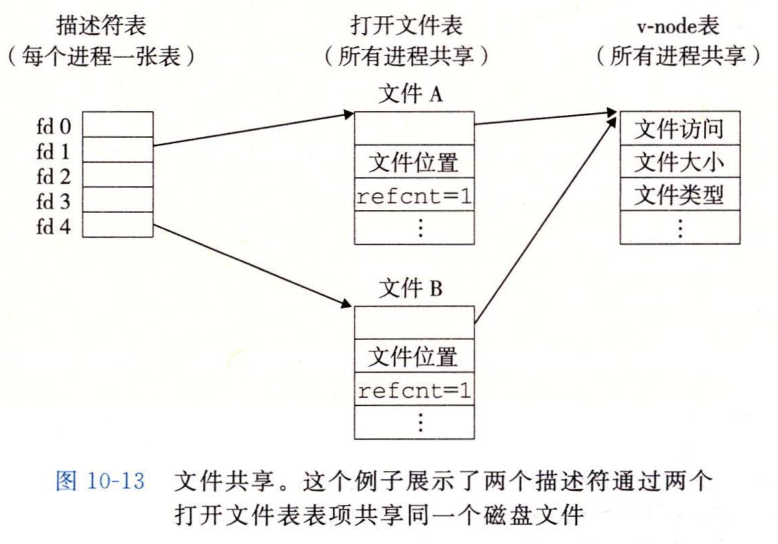 描述符表
（每个进程一张表）
打开文件表
（所有进程共享）
v-node表
（所有进程共享）
fd 0
fd 1
fd 2
fd 3
fd 4
文件 A
文件位置
refcnt=1
⋮
文件 B
文件位置
refcnt=1
⋮
文件访问
文件大小
文件类型
⋮
图 10-13 文件共享。这个例子展示了两个描述符通过两个
打开文件表表项共享同一个磁盘文件